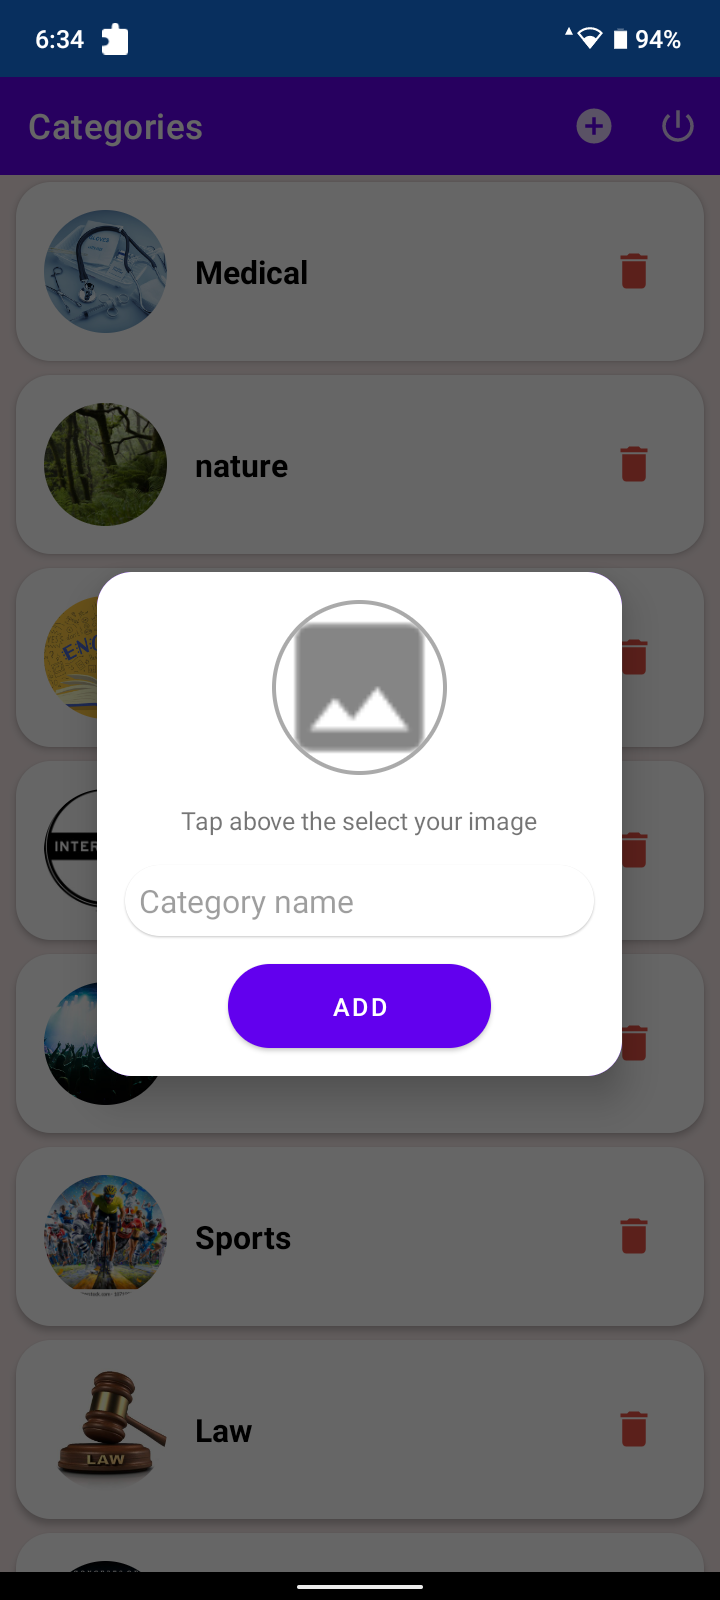 6:34
94%
Categories
Medical
nature
ENG
INTER
Tap above the select your image
Category name
ADD
Sports
LAW
Law